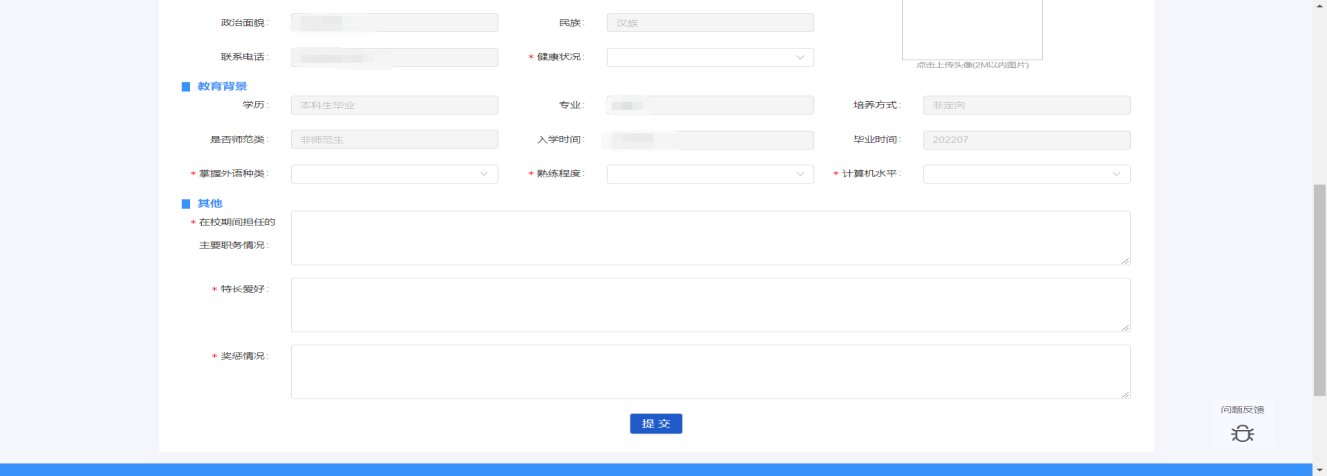 政治面貌:
民族: 汉族
联系电话:
* 健康状况:
点击上传头像(2M以内图片)
教育背景
学历: 本科生毕业
专业:
培养方式: 非定向
是否师范类: 非师范生
入学时间:
毕业时间: 202207
* 掌握外语种类:
* 熟练程度:
* 计算机水平:
其他
* 在校期间担任的
主要职务情况:
* 特长爱好:
* 奖惩情况:
提交
问题反馈